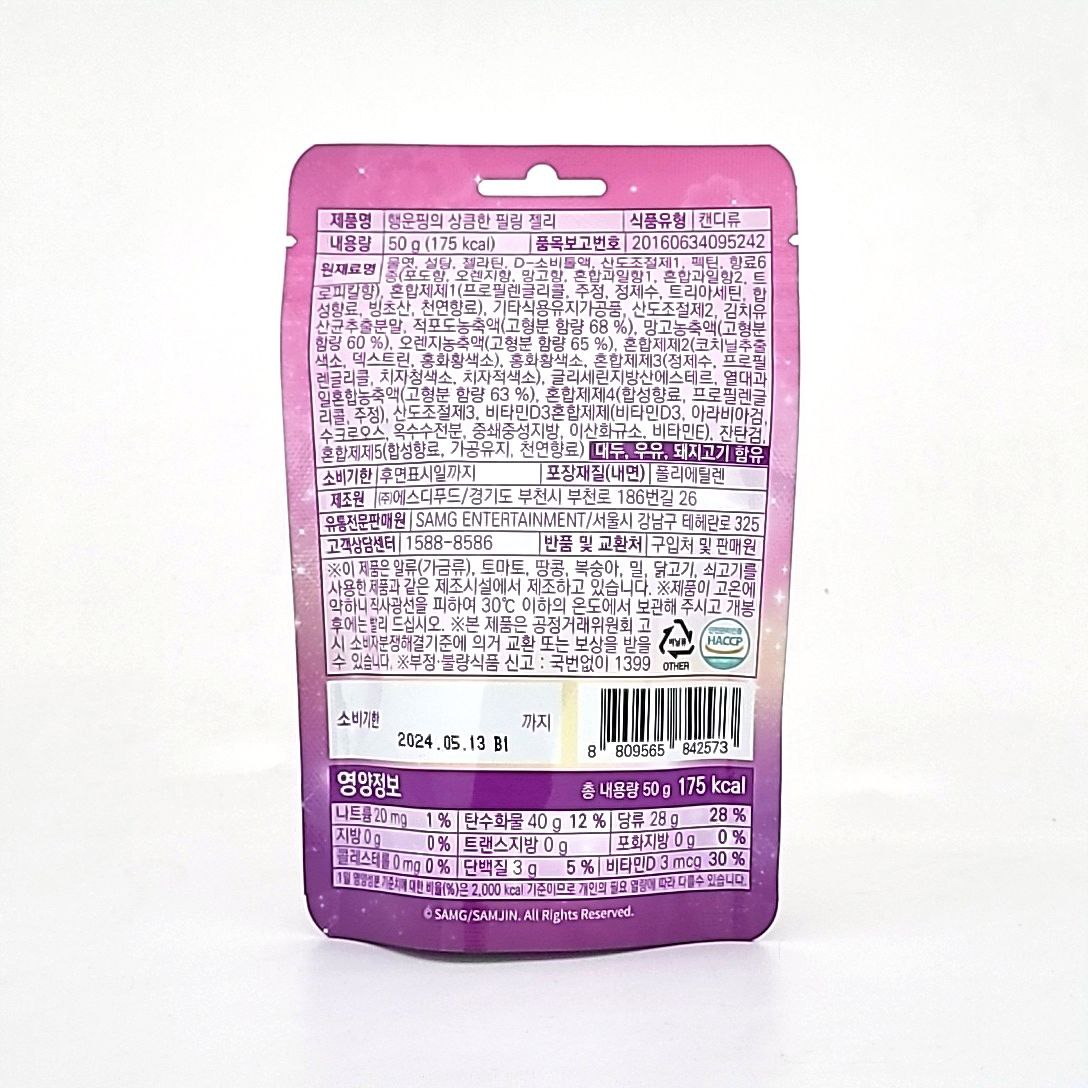 제품명 행운핑의 상큼한 필링 젤리 식품유형 캔디류
내용량 50 g (175 kcal) 품목보고번호 20160634095242
원재료명 물엿, 설탕, 젤라틴, D-소비톨액, 산도조절제1, 펙틴, 향료6
종(포도향, 오렌지향, 망고향, 혼합과일향1, 혼합과일향2, 트
로피칼향), 혼합제제1(프로필렌글리콜, 주정, 정제수, 트리아세틴, 합
성향료, 빙초산, 천연향료), 기타식용유지가공품, 산도조절제2, 김치유
산균추출분말, 적포도농축액(고형분 함량 68 %), 망고농축액(고형분
함량 60 %), 오렌지농축액(고형분 함량 65 %), 혼합제제2(코치닐추출
색소, 덱스트린, 홍화황색소), 홍화황색소, 혼합제제3(정제수, 프로필
렌글리콜, 치자청색소, 치자적색소), 글리세린지방산에스테르, 열대과
일혼합농축액(고형분 함량 63 %), 혼합제제4(합성향료, 프로필렌글
리콜, 주정), 산도조절제3, 비타민D3혼합제제(비타민D3, 아라비아검,
수크로오스, 옥수수전분, 중쇄중성지방, 이산화규소, 비타민E), 잔탄검,
혼합제제5(합성향료, 가공유지, 천연향료) 대두, 우유, 돼지고기 함유
소비기한 후면표시일까지 포장재질(내면) 폴리에틸렌
제조원 ㈜에스디푸드/경기도 부천시 부천로 186번길 26
유통전문판매원 SAMG ENTERTAINMENT/서울시 강남구 테헤란로 325
고객상담센터 1588-8586 반품 및 교환처 구입처 및 판매원
※이 제품은 알류(가금류), 토마토, 땅콩, 복숭아, 밀, 닭고기, 쇠고기를
사용한 제품과 같은 제조시설에서 제조하고 있습니다. ※제품이 고온에
약하니 직사광선을 피하여 30℃ 이하의 온도에서 보관해 주시고 개봉
후에는 빨리 드십시오. ※본 제품은 공정거래위원회 고
시 소비자분쟁해결기준에 의거 교환 또는 보상을 받을
수 있습니다. ※부정·불량식품 신고 : 국번없이 1399
비닐류
OTHER
HACCP
소비기한 까지
2024.05.13 B1
8 809565 842573
영양정보 총 내용량 50 g 175 kcal
나트륨 20 mg 1 % 탄수화물 40 g 12 % 당류 28 g 28 %
지방 0 g 0 % 트랜스지방 0 g 포화지방 0 g 0 %
콜레스테롤 0 mg 0 % 단백질 3 g 5 % 비타민D 3 mcg 30 %
1일 영양성분 기준치에 대한 비율(%)은 2,000 kcal 기준이므로 개인의 필요 열량에 따라 다를수 있습니다.
© SAMG/SAMJIN. All Rights Reserved.